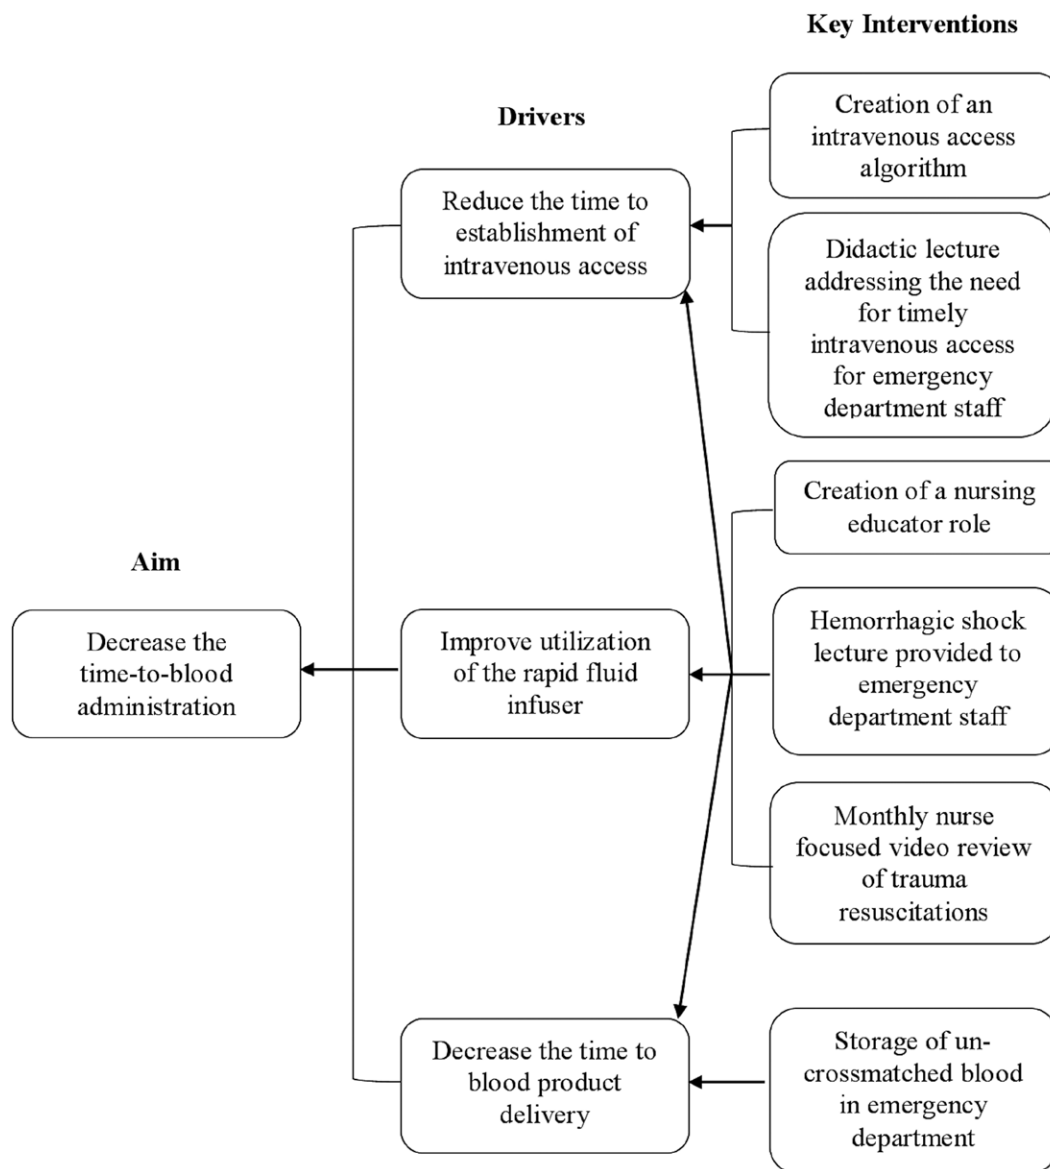 Key Interventions
Creation of an
intravenous access
algorithm
Drivers
Reduce the time to
establishment of
intravenous access
Didactic lecture
addressing the need
for timely
intravenous access
for emergency
department staff
Creation of a nursing
educator role
Aim
Decrease the
time-to-blood
administration
Improve utilization
of the rapid fluid
infuser
Hemorrhagic shock
lecture provided to
emergency
department staff
Monthly nurse
focused video review
of trauma
resuscitations
Decrease the time to
blood product
delivery
Storage of un-
crossmatched blood
in emergency
department